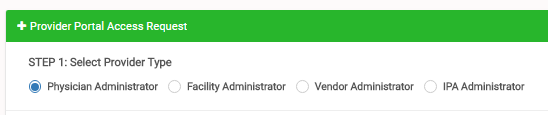 + Provider Portal Access Request
STEP 1: Select Provider Type
Physician Administrator Facility Administrator Vendor Administrator IPA Administrator